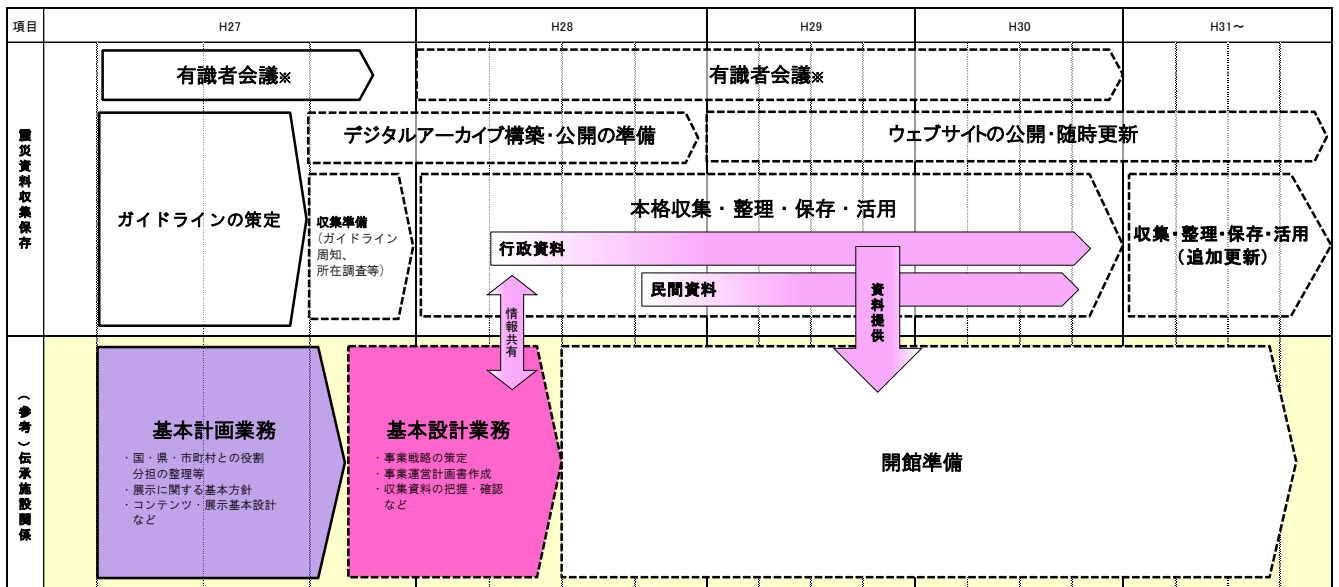 項目
H27
H28
H29
H30
H31～
震災資料収集保存
有識者会議※
有識者会議※
デジタルアーカイブ構築・公開の準備
ウェブサイトの公開・随時更新
ガイドラインの策定
収集準備
（ガイドライン
周知、
所在調査等）
本格収集・整理・保存・活用
行政資料
民間資料
収集・整理・保存・活用
（追加更新）
情報共有
資料提供
（参考）伝承施設関係
基本計画業務
・国・県・市町村との役割
分担の整理等
・展示に関する基本方針
・コンテンツ・展示基本設計
など
基本設計業務
・事業戦略の策定
・事業運営計画書作成
・収集資料の把握・確認
など
開館準備